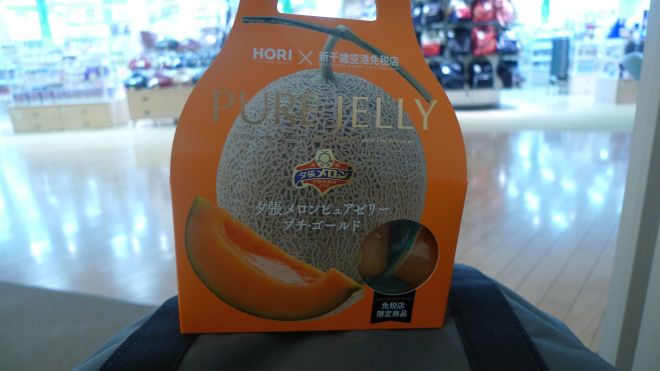 HORI × 新千歳空港免税店
PURE JELLY
夕張メロン
夕張メロンピュアゼリー
プチ・ゴールド
免税店
限定商品